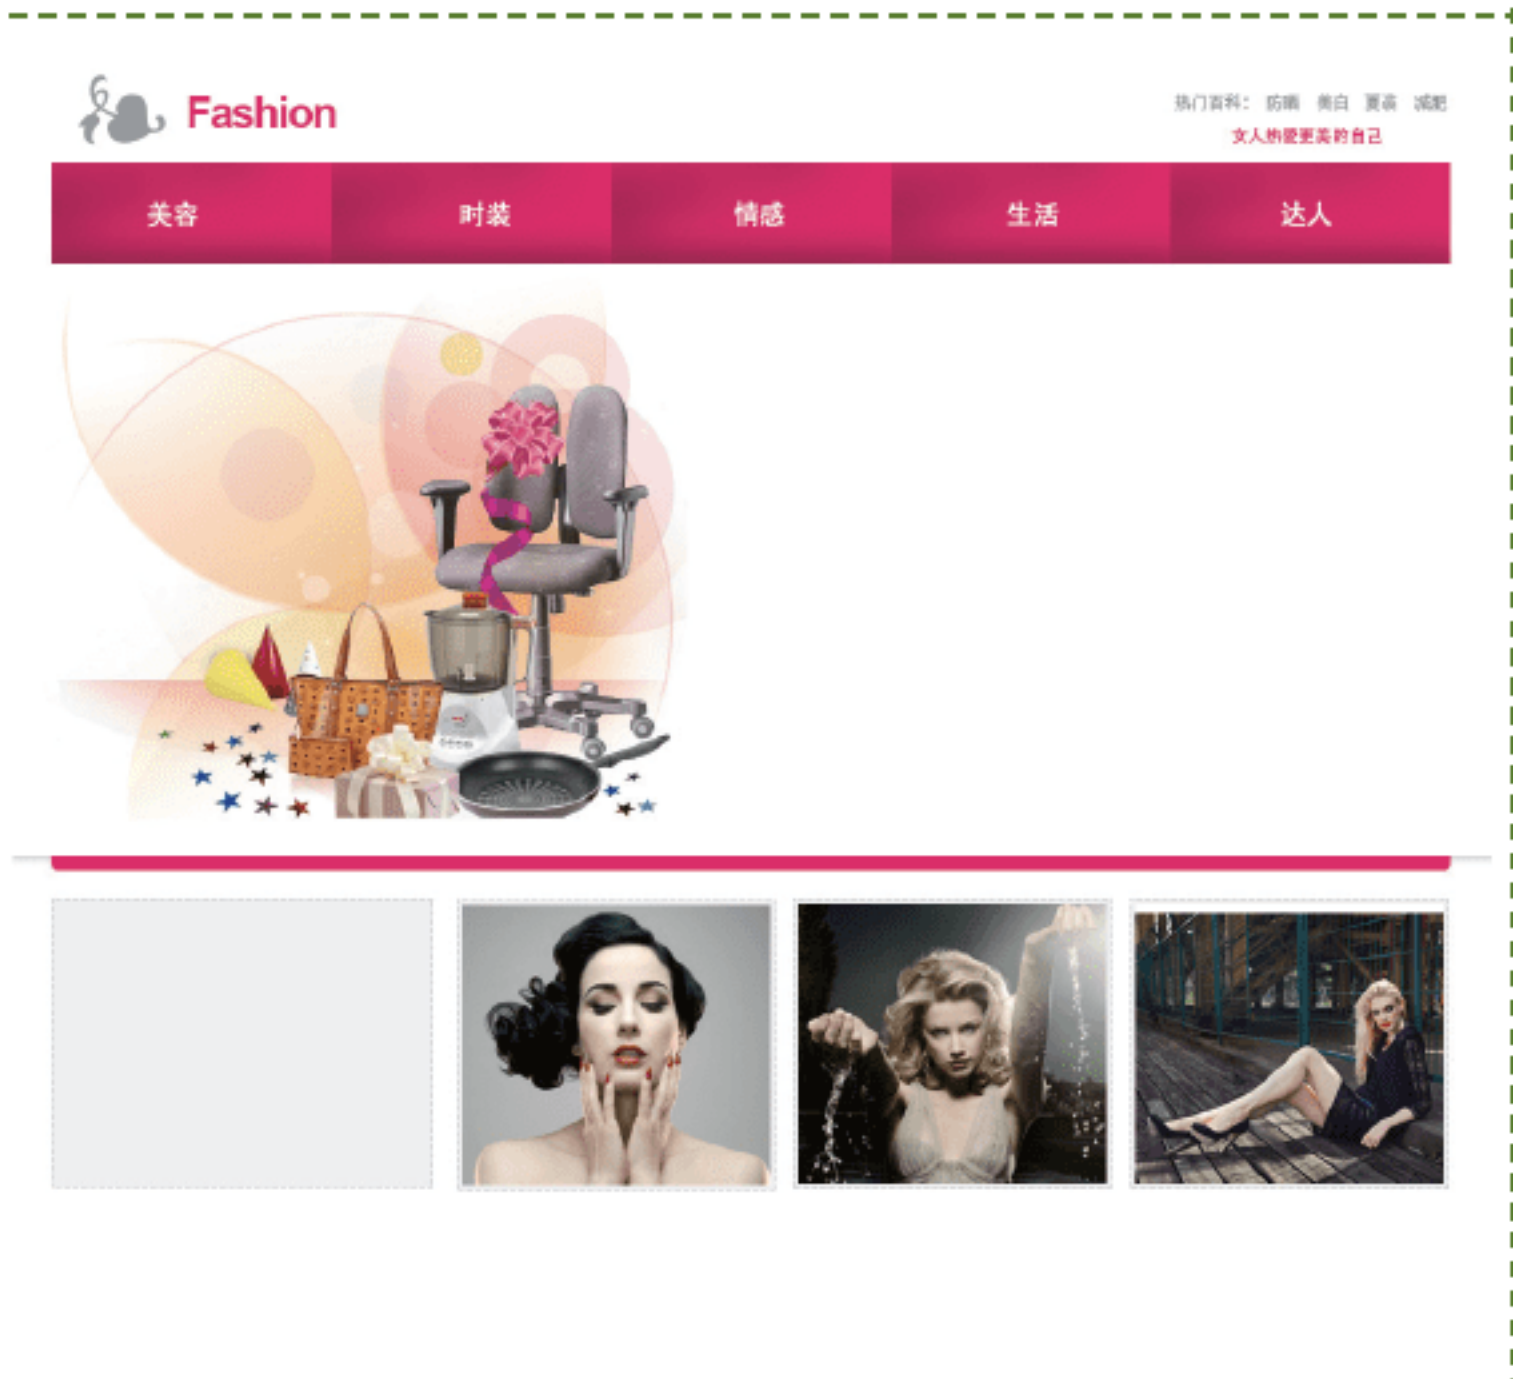 Fashion
热门百科： 防晒 美白 夏装 减肥
女人热爱更美的自己
美容 时装 情感 生活 达人